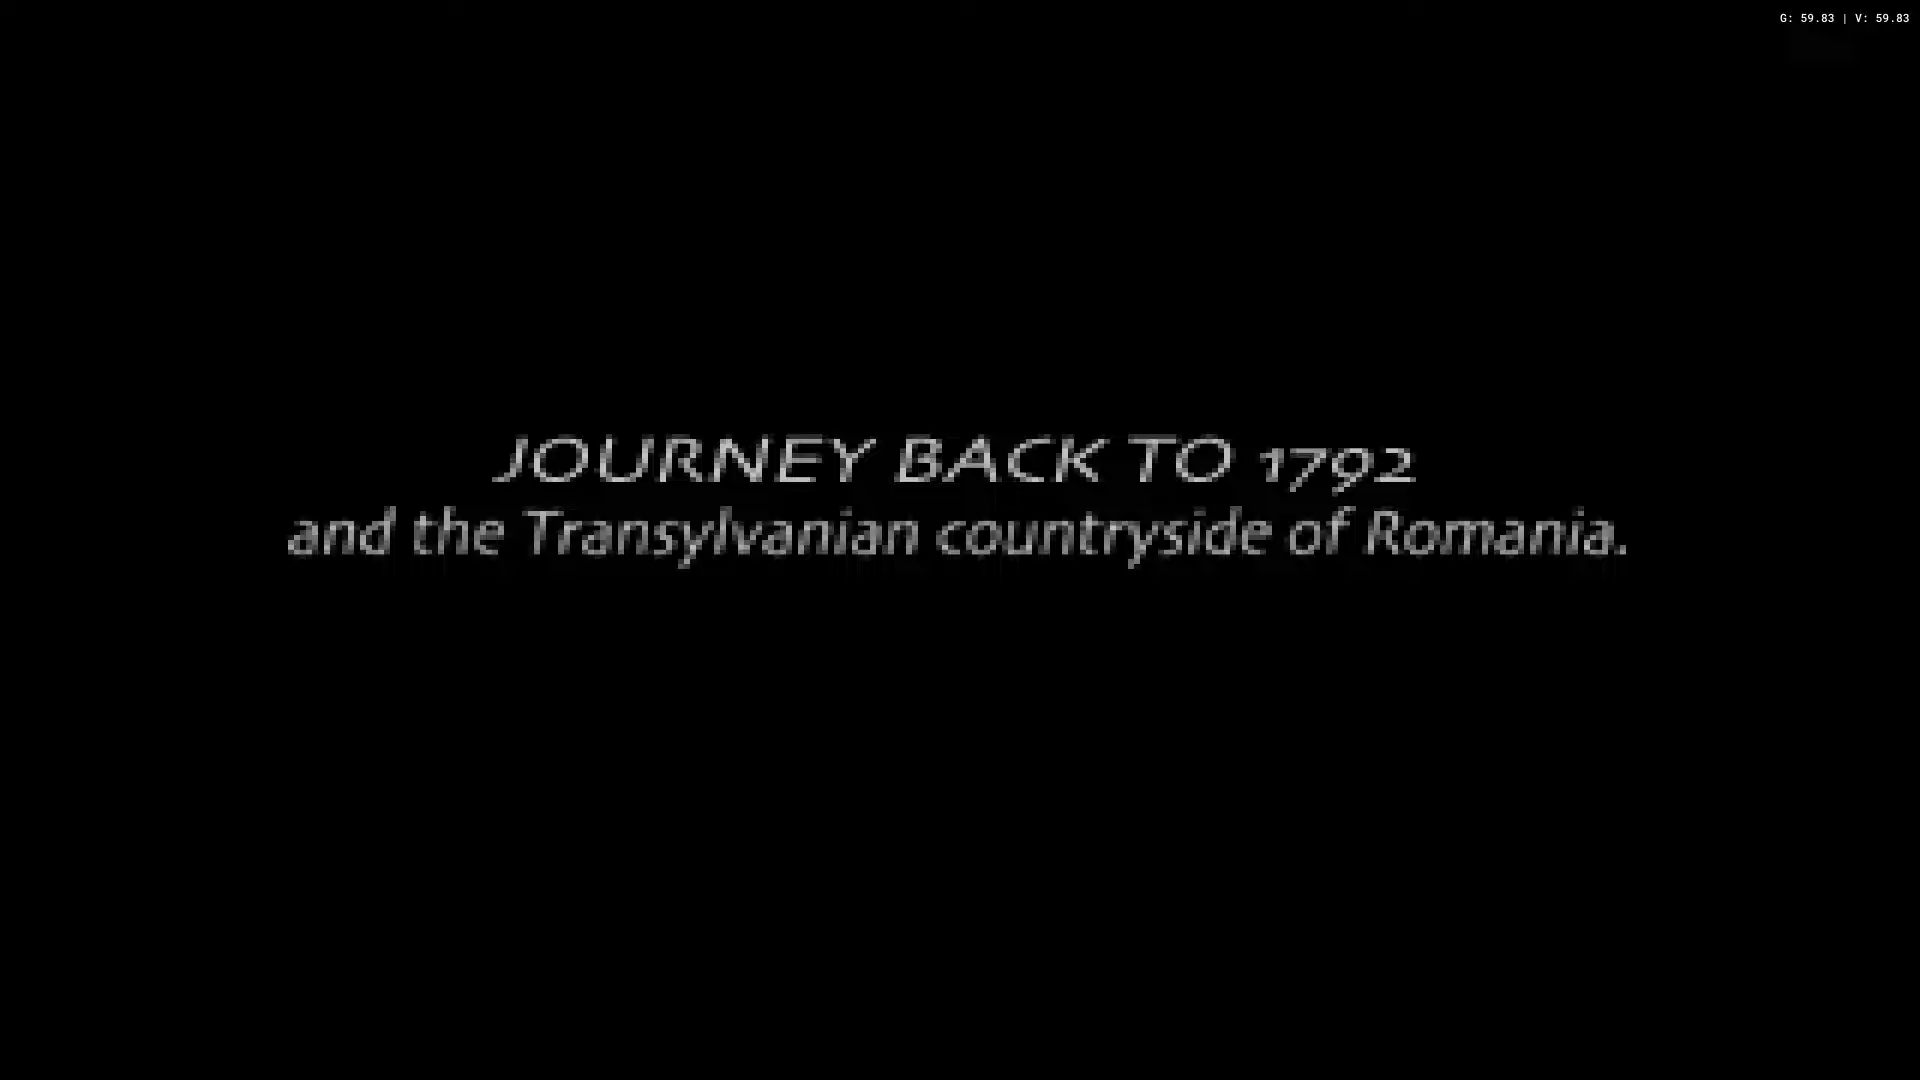 G: 59.83 | V: 59.83
JOURNEY BACK TO 1792
and the Transylvanian countryside of Romania.